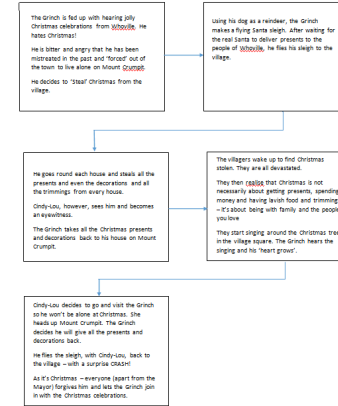 The Grinch is fed up with hearing jolly
Christmas celebrations from Whoville. He
hates Christmas!
He is bitter and angry that he has been
mistreated in the past and 'forced' out of
the town to live alone on Mount Crumpit.
He decides to 'Steal' Christmas from the
village.
Using his dog as a reindeer, the Grinch
makes a flying Santa sleigh. After waiting for
the real Santa to deliver presents to the
people of Whoville, he flies his sleigh to the
village.
He goes round each house and steals all the
presents and even the decorations and all
the trimmings from every house.
Cindy-Lou, however, sees him and becomes
an eyewitness.
The Grinch takes all the Christmas presents
and decorations back to his house on Mount
Crumpit.
The villagers wake up to find Christmas
stolen. They are all devastated.
They then realise that Christmas is not
necessarily about getting presents, spending
money and having lavish food and trimming
– it's about being with family and the people
you love
They start singing around the Christmas tree
in the village square. The Grinch hears the
singing and his 'heart grows'.
Cindy-Lou decides to go and visit the Grinch
so he won't be alone at Christmas. She
heads up Mount Crumpit. The Grinch
decides he will give all the presents and
decorations back.
He flies the sleigh, with Cindy-Lou, back to
the village – with a surprise CRASH!
As it's Christmas – everyone (apart from the
Mayor) forgives him and lets the Grinch join
in with the Christmas celebrations.